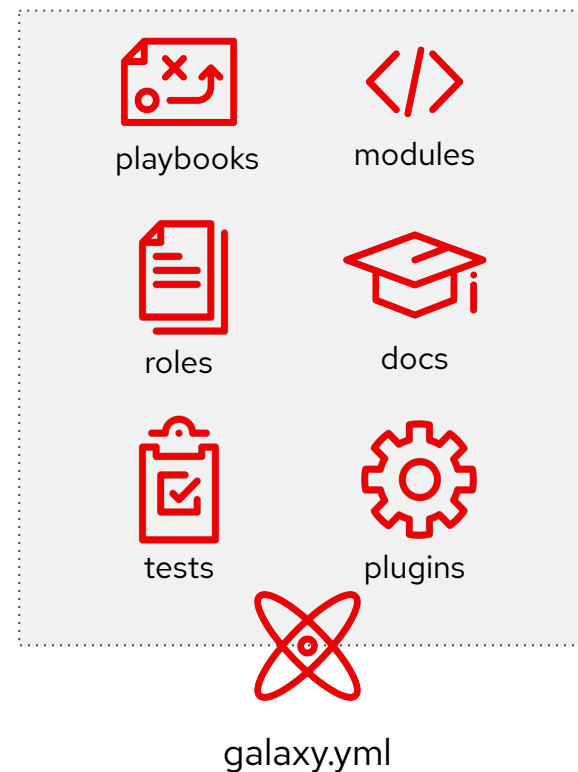 playbooks
modules
roles
docs
tests
plugins
galaxy.yml